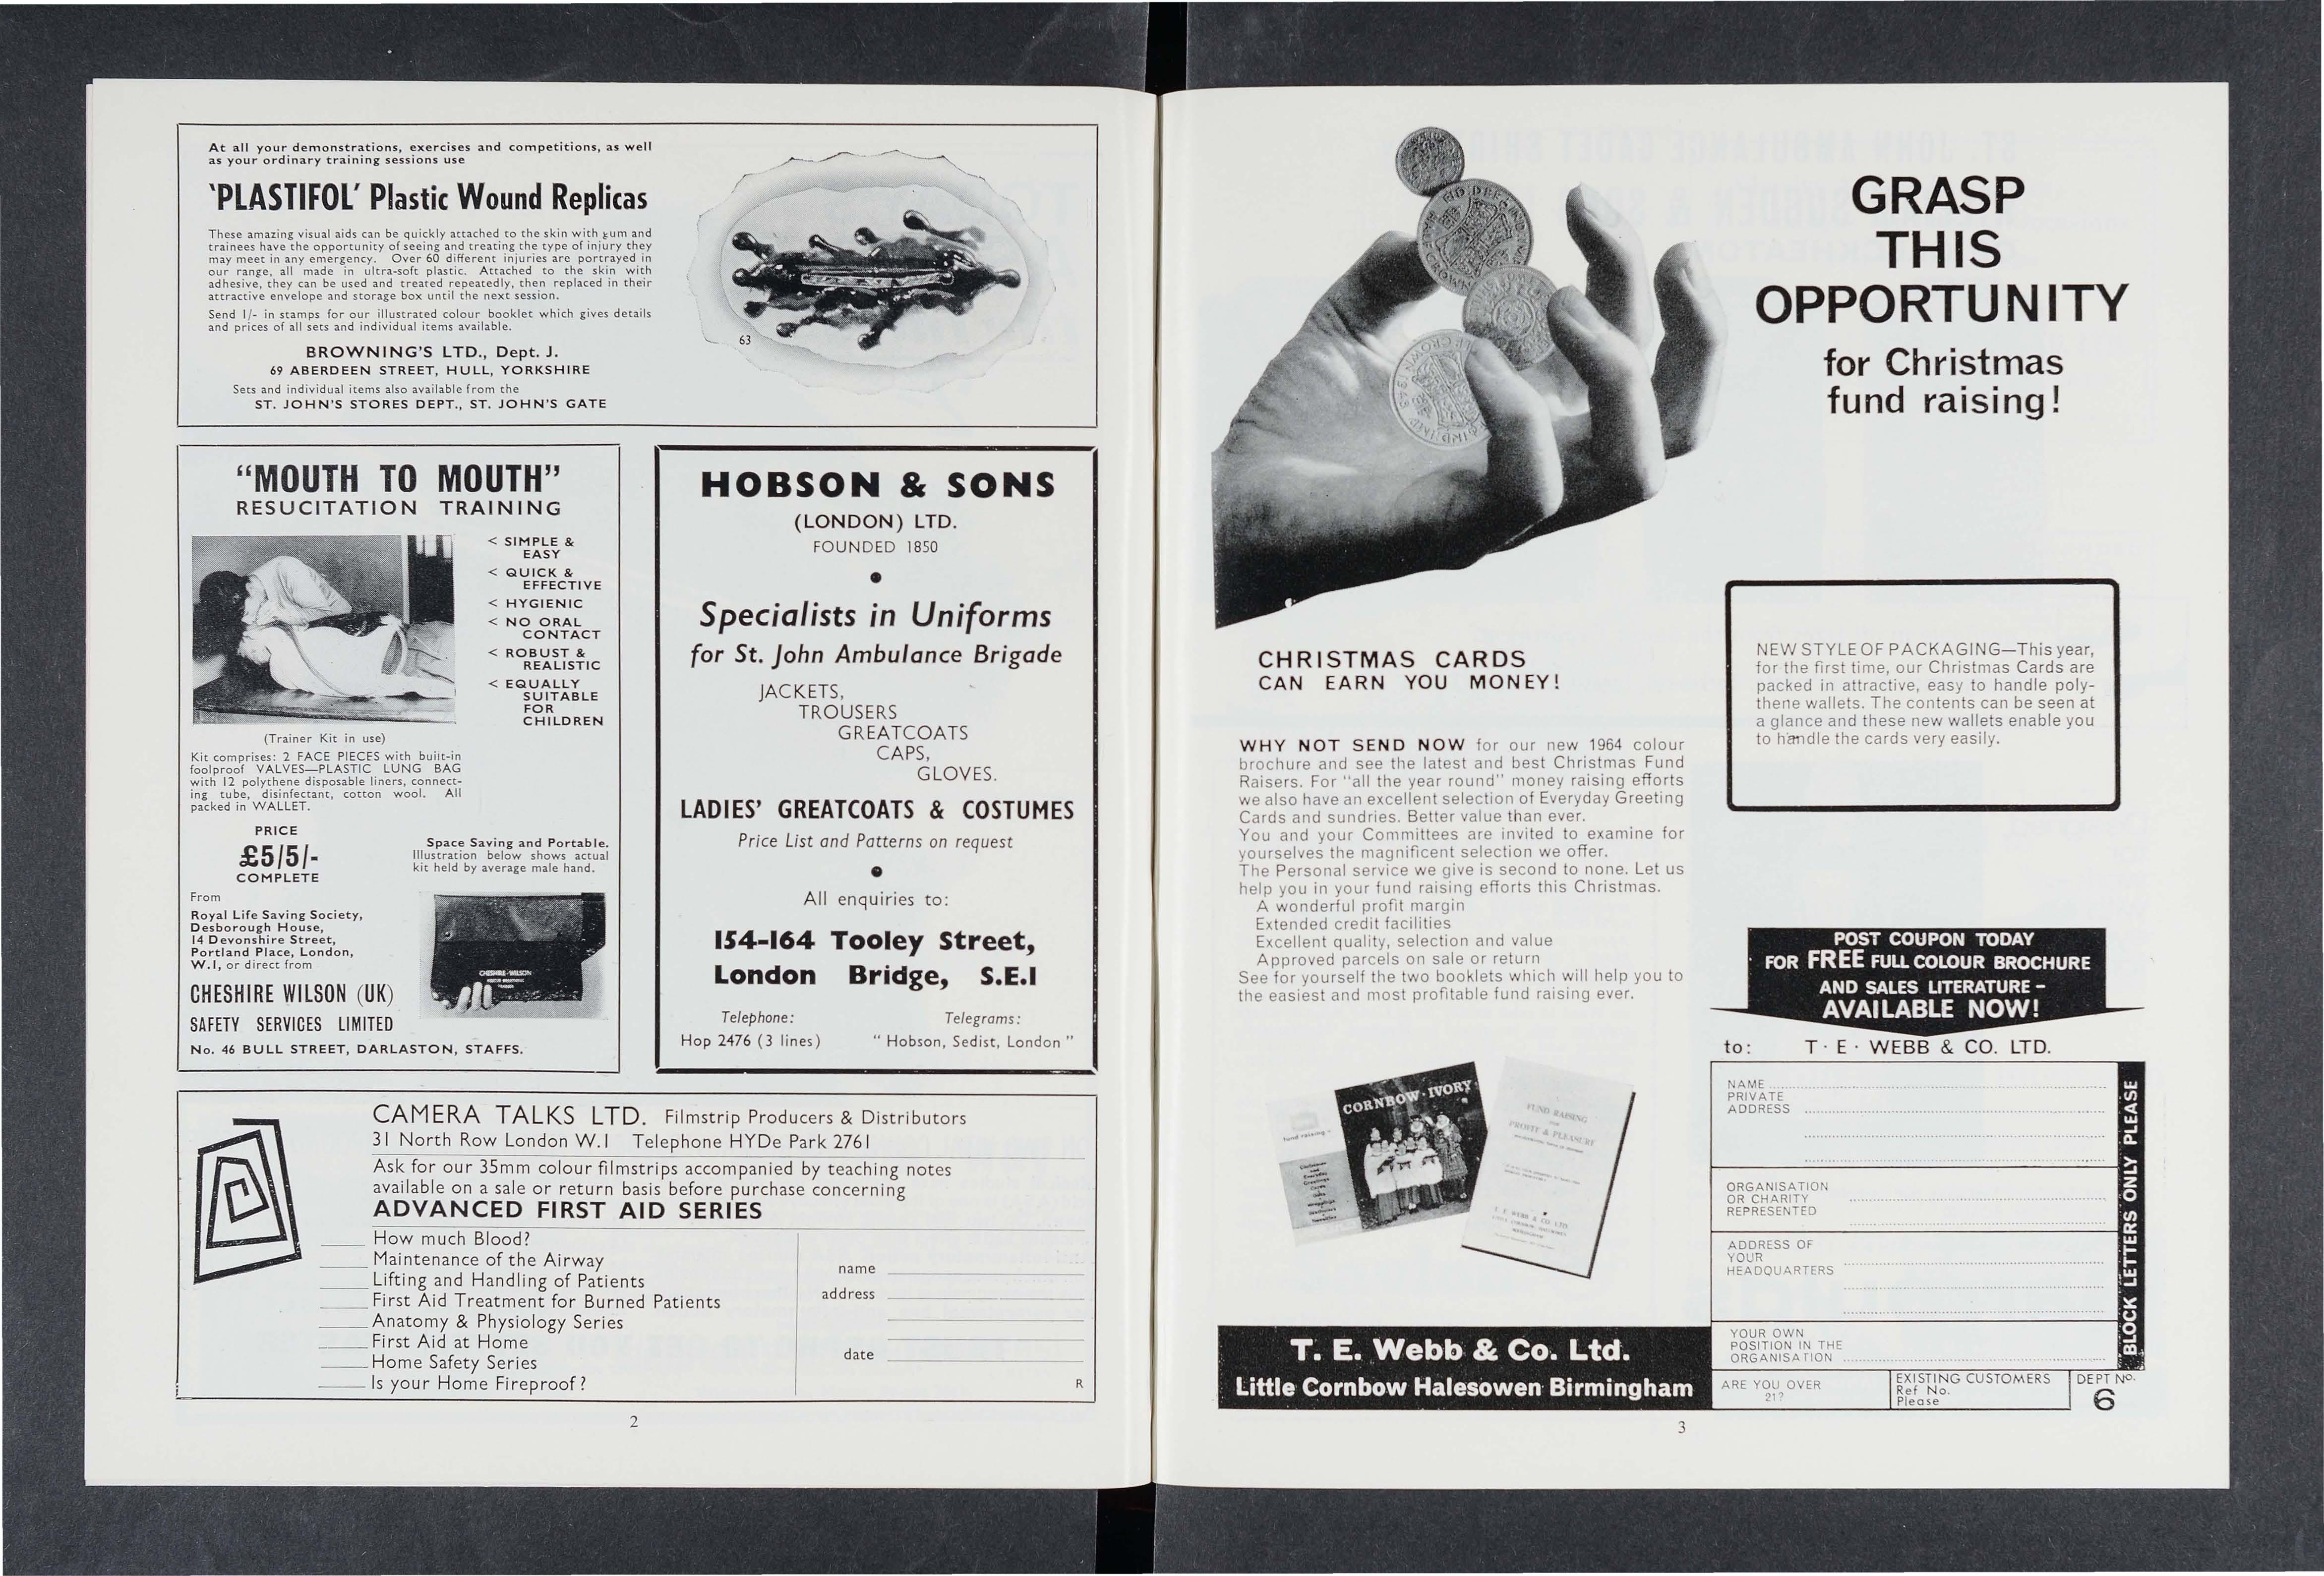 At all your demonstrations, exercises and competitions, as well
as your ordinary training sessions use
'PLASTIFOL' Plastic Wound Replicas
These amazing visual aids can be quickly attached to the skin with gum and
trainees have the opportunity of seeing and treating the type of injury they
may meet in any emergency. Over 60 different injuries are portrayed in
our range, all made in ultra-soft plastic. Attached to the skin with
adhesive, they can be used and treated repeatedly, then replaced in their
attractive envelope and storage box until the next session.
Send 1/- in stamps for our illustrated colour booklet which gives details
and prices of all sets and individual items available.
BROWNING'S LTD., Dept. J.
69 ABERDEEN STREET, HULL, YORKSHIRE
Sets and individual items also available from the
ST. JOHN'S STORES DEPT., ST. JOHN'S GATE
63
"MOUTH TO MOUTH"
RESUCITATION TRAINING
< SIMPLE &
EASY
< QUICK &
EFFECTIVE
< HYGIENIC
< NO ORAL
CONTACT
< ROBUST &
REALISTIC
< EQUALLY
SUITABLE
FOR
CHILDREN
(Trainer Kit in use)
Kit comprises: 2 FACE PIECES with built-in
foolproof VALVES—PLASTIC LUNG BAG
with 12 polythene disposable liners, connect-
ing tube, disinfectant, cotton wool. All
packed in WALLET.
PRICE
£5/5/-
COMPLETE
Space Saving and Portable.
Illustration below shows actual
kit held by average male hand.
From
Royal Life Saving Society,
Desborough House,
14 Devonshire Street,
Portland Place, London,
W.1, or direct from
CHESHIRE WILSON (UK)
SAFETY SERVICES LIMITED
No. 46 BULL STREET, DARLASTON, STAFFS.
CHESHIRE-WILSON
HOBSON & SONS
(LONDON) LTD.
FOUNDED 1850
Specialists in Uniforms
for St. John Ambulance Brigade
JACKETS,
TROUSERS
GREATCOATS
CAPS,
GLOVES.
LADIES' GREATCOATS & COSTUMES
Price List and Patterns on request
All enquiries to:
154-164 Tooley Street,
London Bridge, S.E.1
Telephone:
Hop 2476 (3 lines)
Telegrams:
"Hobson, Sedist, London"
CAMERA TALKS LTD. Filmstrip Producers & Distributors
31 North Row London W.1 Telephone HYDe Park 2761
Ask for our 35mm colour filmstrips accompanied by teaching notes
available on a sale or return basis before purchase concerning
ADVANCED FIRST AID SERIES
How much Blood?
Maintenance of the Airway
Lifting and Handling of Patients
First Aid Treatment for Burned Patients
Anatomy & Physiology Series
First Aid at Home
Home Safety Series
Is your Home Fireproof?
name
address
date
R
2
GRASP
THIS
OPPORTUNITY
for Christmas
fund raising!
CHRISTMAS CARDS
CAN EARN YOU MONEY!
WHY NOT SEND NOW for our new 1964 colour
brochure and see the latest and best Christmas Fund
Raisers. For "all the year round" money raising efforts
we also have an excellent selection of Everyday Greeting
Cards and sundries. Better value than ever.
You and your Committees are invited to examine for
yourselves the magnificent selection we offer.
The Personal service we give is second to none. Let us
help you in your fund raising efforts this Christmas.
A wonderful profit margin
Extended credit facilities
Excellent quality, selection and value
Approved parcels on sale or return
See for yourself the two booklets which will help you to
the easiest and most profitable fund raising ever.
NEW STYLE OF PACKAGING—This year,
for the first time, our Christmas Cards are
packed in attractive, easy to handle poly-
thene wallets. The contents can be seen at
a glance and these new wallets enable you
to handle the cards very easily.
POST COUPON TODAY
FOR FREE FULL COLOUR BROCHURE
AND SALES LITERATURE –
AVAILABLE NOW!
to: T · E · WEBB & CO. LTD.
NAME
PRIVATE
ADDRESS
ORGANISATION
OR CHARITY
REPRESENTED
ADDRESS OF
YOUR
HEADQUARTERS
YOUR OWN
POSITION IN THE
ORGANISATION
ARE YOU OVER
21?
EXISTING CUSTOMERS
Ref No.
Please
DEPT No.
6
BLOCK LETTERS ONLY PLEASE
fund raising
CORNBOW·IVORY
FUND RAISING
PROFIT & PLEASURE
T. E. WEBB & CO. LTD
T. E. Webb & Co. Ltd.
Little Cornbow Halesowen Birmingham
3